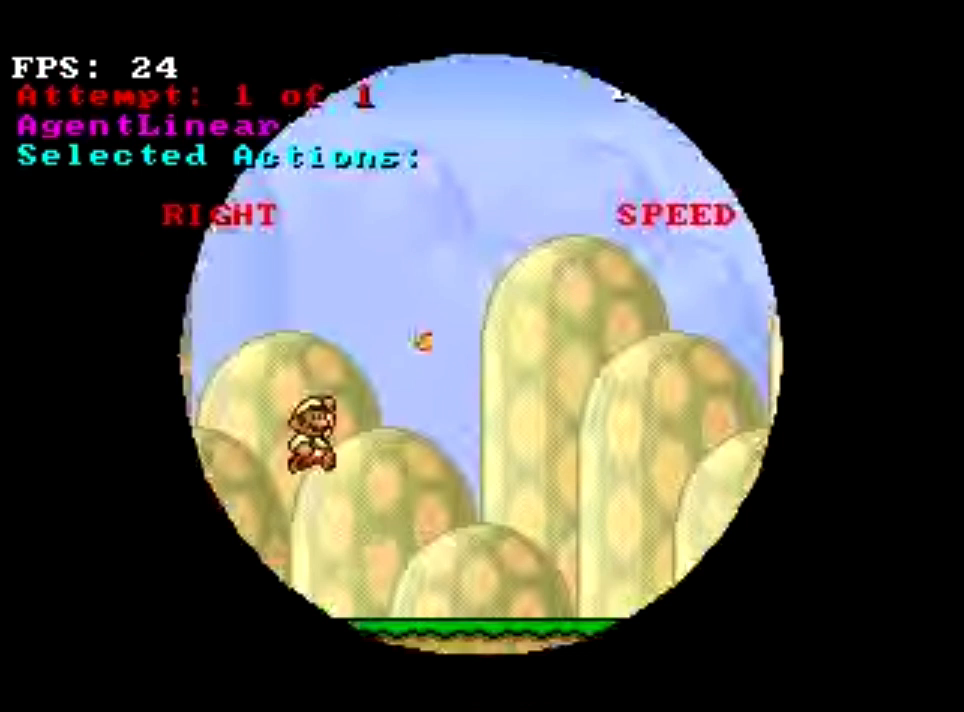 FPS: 24
Attempt: 1 of 1
AgentLinear
Selected Actions:
RIGHT SPEED